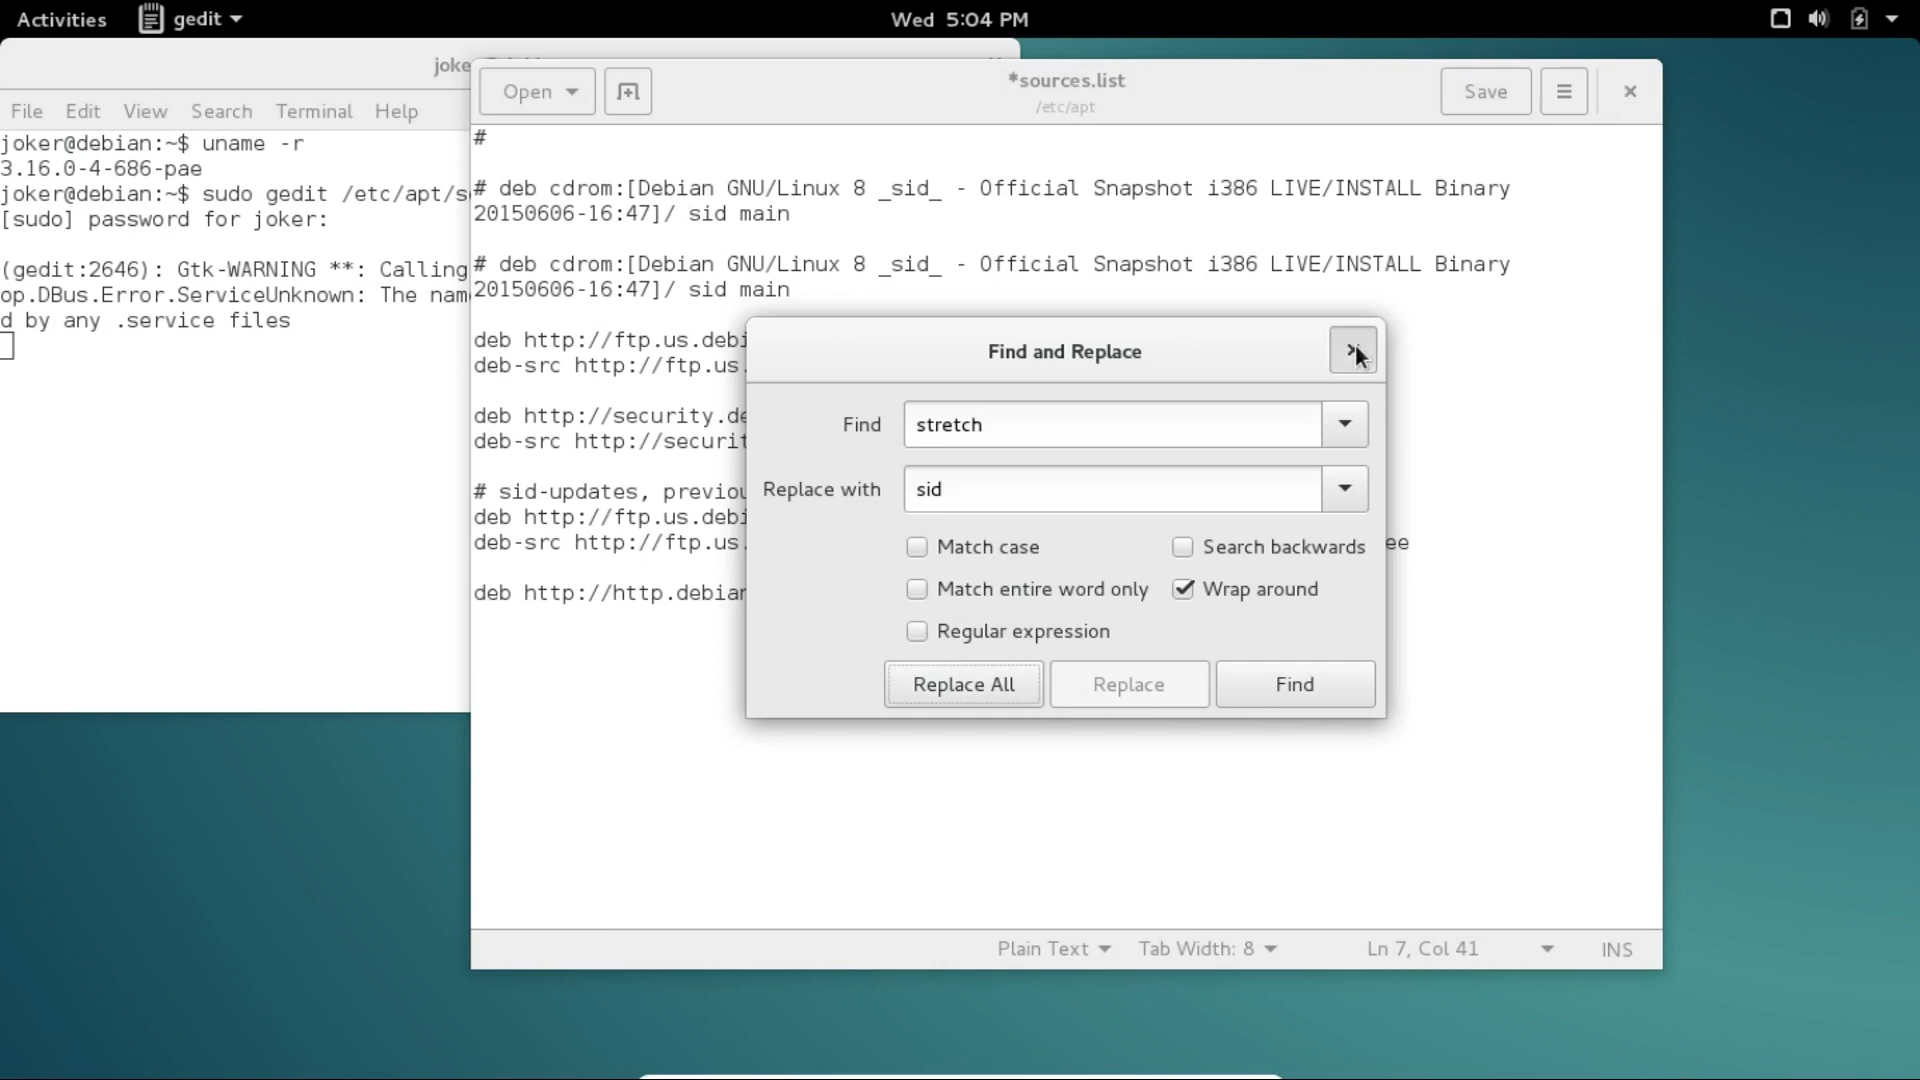 Activities gedit Wed 5:04 PM
joke
File Edit View Search Terminal Help
joker@debian:~$ uname -r
3.16.0-4-686-pae
joker@debian:~$ sudo gedit /etc/apt/s
[sudo] password for joker:
(gedit:2646): Gtk-WARNING **: Calling
op.DBus.Error.ServiceUnknown: The nam
d by any .service files
Open *sources.list Save
/etc/apt
#
# deb cdrom:[Debian GNU/Linux 8 _sid_ - Official Snapshot i386 LIVE/INSTALL Binary
20150606-16:47]/ sid main
# deb cdrom:[Debian GNU/Linux 8 _sid_ - Official Snapshot i386 LIVE/INSTALL Binary
20150606-16:47]/ sid main
deb http://ftp.us.debi
deb-src http://ftp.us.
deb http://security.de
deb-src http://securit
# sid-updates, previou
deb http://ftp.us.debi
deb-src http://ftp.us. ee
deb http://http.debian
Find and Replace
Find stretch
Replace with sid
Match case Search backwards
Match entire word only Wrap around
Regular expression
Replace All Replace Find
Plain Text Tab Width: 8 Ln 7, Col 41 INS